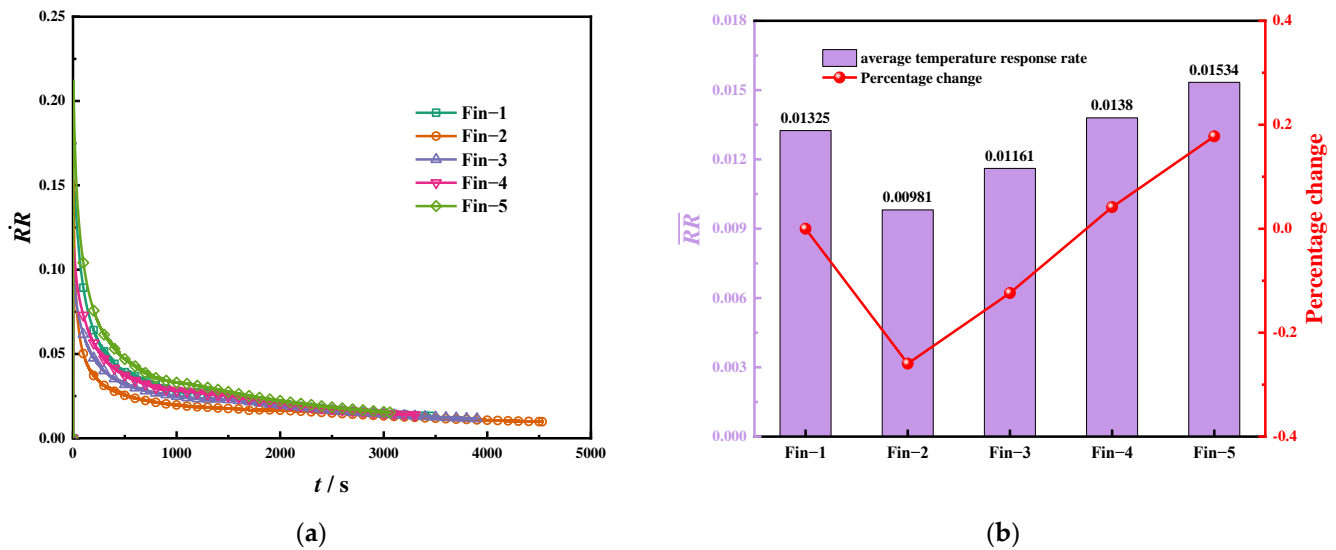 0.25
0.20
0.15
0.10
0.05
0.00
ṘR
Fin−1
Fin−2
Fin−3
Fin−4
Fin−5
0 1000 2000 3000 4000 5000
t / s
(a)
0.018
0.015
0.012
0.009
0.006
0.003
0.000
R̅R̅
average temperature response rate
Percentage change
0.01325
0.00981
0.01161
0.0138
0.01534
Fin−1 Fin−2 Fin−3 Fin−4 Fin−5
0.4
0.2
0.0
-0.2
-0.4
Percentage change
(b)